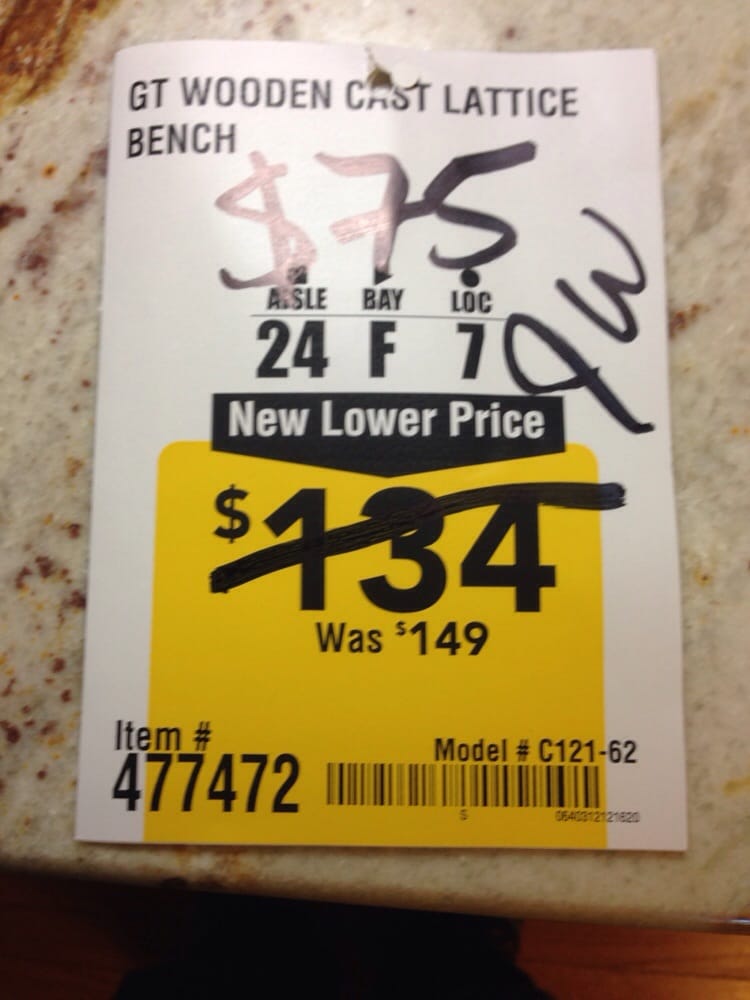 GT WOODEN CAST LATTICE
BENCH
$75
AISLE BAY LOC
24 F 7
New Lower Price
$134
Was $149
Item #
477472
Model # C121-62
S
0640312121620